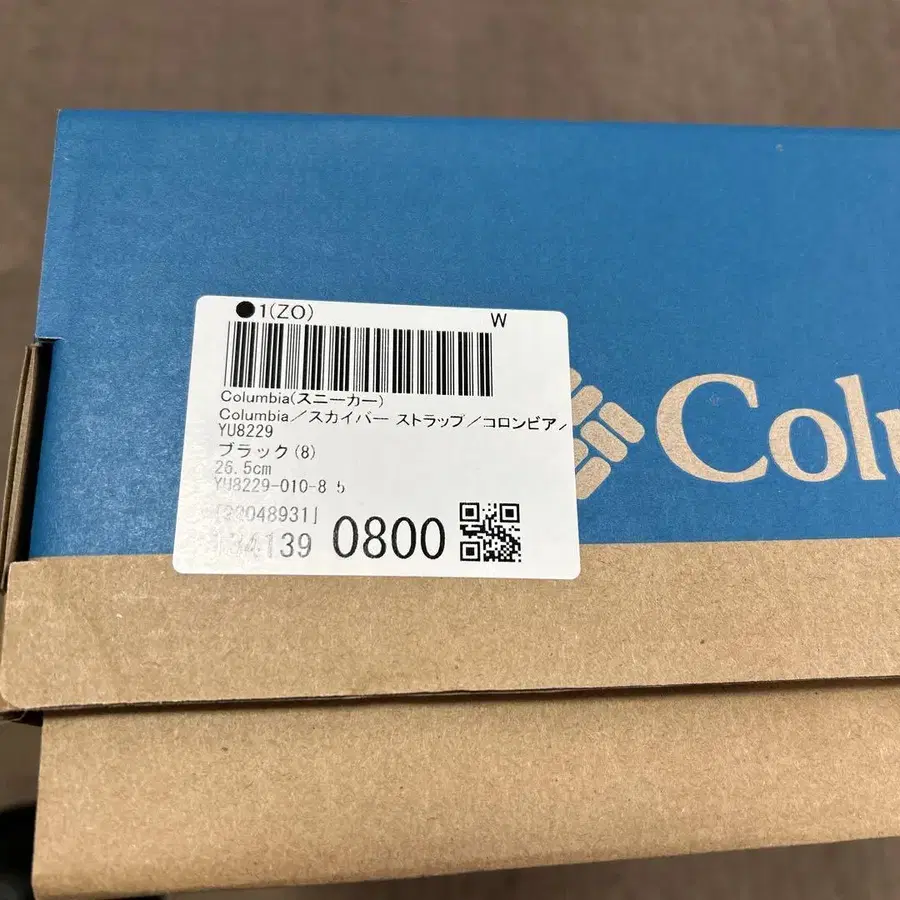 ●1(ZO)
W
Columbia(スニーカー)
Columbia／スカイバー ストラップ／コロンビア/
YU8229
ブラック(8)
26.5cm
YU8229-010-8 5
048931]
139 0800
Colu